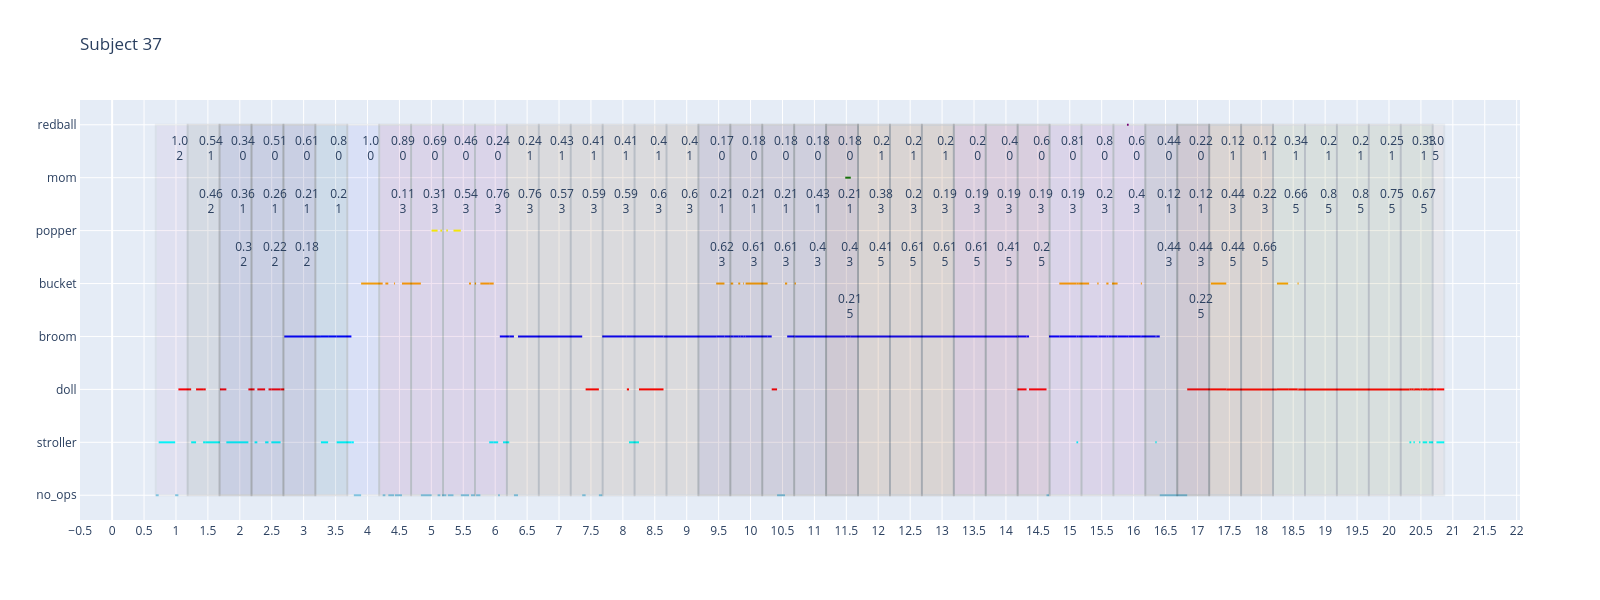 Subject 37
redball
1.0 0.54 0.34 0.51 0.61 0.8 1.0 0.89 0.69 0.46 0.24 0.24 0.43 0.41 0.41 0.4 0.4 0.17 0.18 0.18 0.18 0.18 0.2 0.2 0.2 0.2 0.4 0.6 0.81 0.8 0.6 0.44 0.22 0.12 0.12 0.34 0.2 0.2 0.25 0.33 1.0
2 1 0 0 0 0 0 0 0 0 0 1 1 1 1 1 1 0 0 0 0 0 1 1 1 0 0 0 0 0 0 0 0 1 1 1 1 1 1 1 5
mom
0.46 0.36 0.26 0.21 0.2 0.11 0.31 0.54 0.76 0.76 0.57 0.59 0.59 0.6 0.6 0.21 0.21 0.21 0.43 0.21 0.38 0.2 0.19 0.19 0.19 0.19 0.19 0.2 0.4 0.12 0.12 0.44 0.22 0.66 0.8 0.8 0.75 0.67
2 1 1 1 1 3 3 3 3 3 3 3 3 3 3 1 1 1 1 1 3 3 3 3 3 3 3 3 3 1 1 3 3 5 5 5 5 5
popper
0.3 0.22 0.18 0.62 0.61 0.61 0.4 0.4 0.41 0.61 0.61 0.61 0.41 0.2 0.44 0.44 0.44 0.66
2 2 2 3 3 3 3 3 5 5 5 5 5 5 3 3 5 5
bucket
0.21 0.22
5 5
broom
doll
stroller
no_ops
−0.5 0 0.5 1 1.5 2 2.5 3 3.5 4 4.5 5 5.5 6 6.5 7 7.5 8 8.5 9 9.5 10 10.5 11 11.5 12 12.5 13 13.5 14 14.5 15 15.5 16 16.5 17 17.5 18 18.5 19 19.5 20 20.5 21 21.5 22